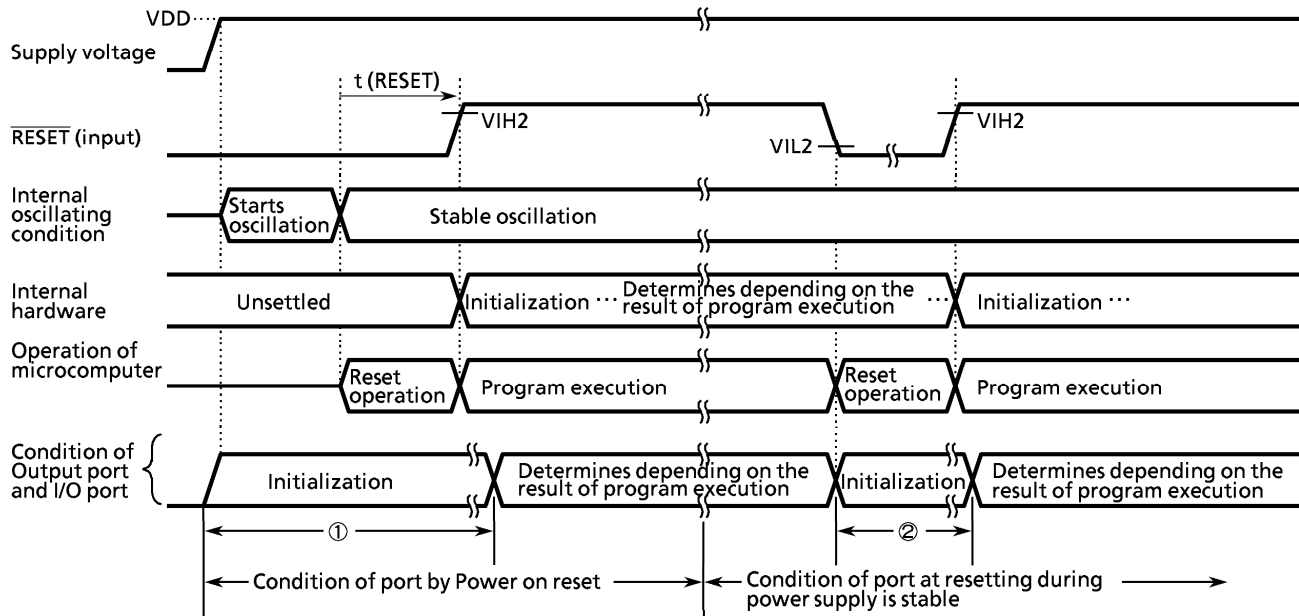 VDD
Supply voltage
t (RESET)
RESET (input)
VIH2
VIL2
VIH2
Internal
oscillating
condition
Starts
oscillation
Stable oscillation
Internal
hardware
Unsettled
Initialization ···
Determines depending on the
result of program execution
···
Initialization ···
Operation of
microcomputer
Reset
operation
Program execution
Reset
operation
Program execution
Condition of
Output port
and I/O port
Initialization
Determines depending on the
result of program execution
Initialization
Determines depending on the
result of program execution
①
②
Condition of port by Power on reset
Condition of port at resetting during
power supply is stable